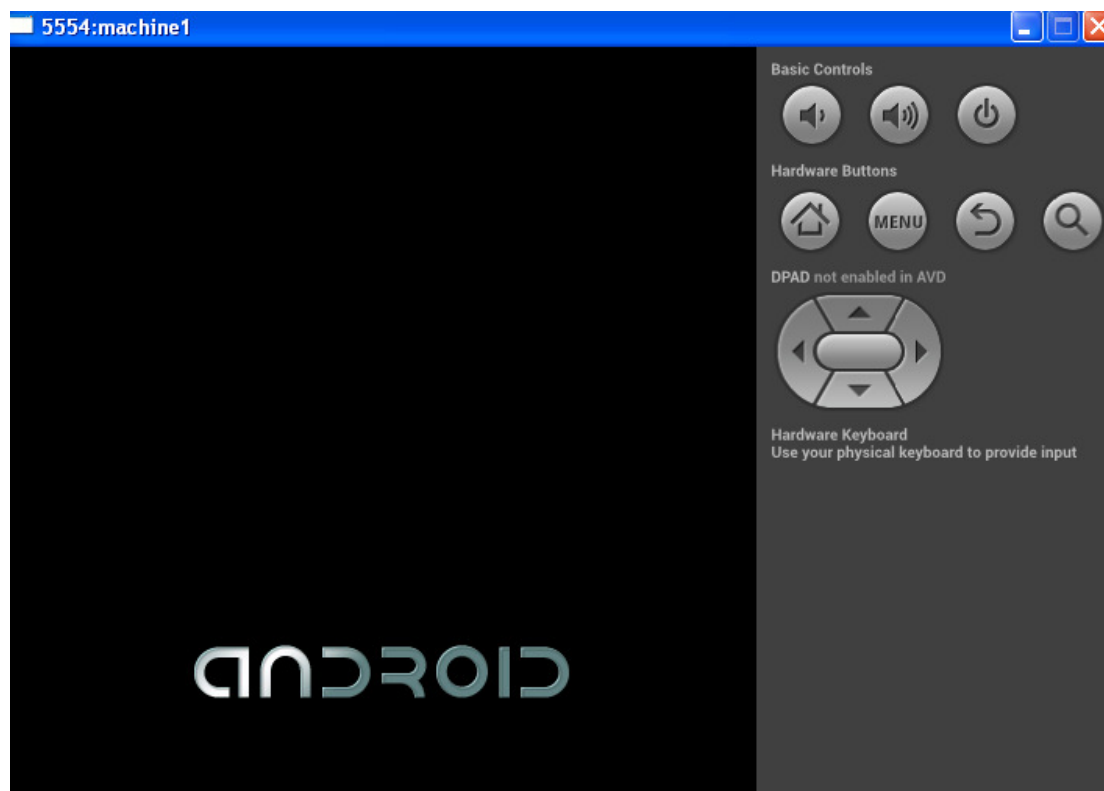 5554:machine1
Basic Controls
Hardware Buttons
MENU
DPAD not enabled in AVD
Hardware Keyboard
Use your physical keyboard to provide input
ANDROID